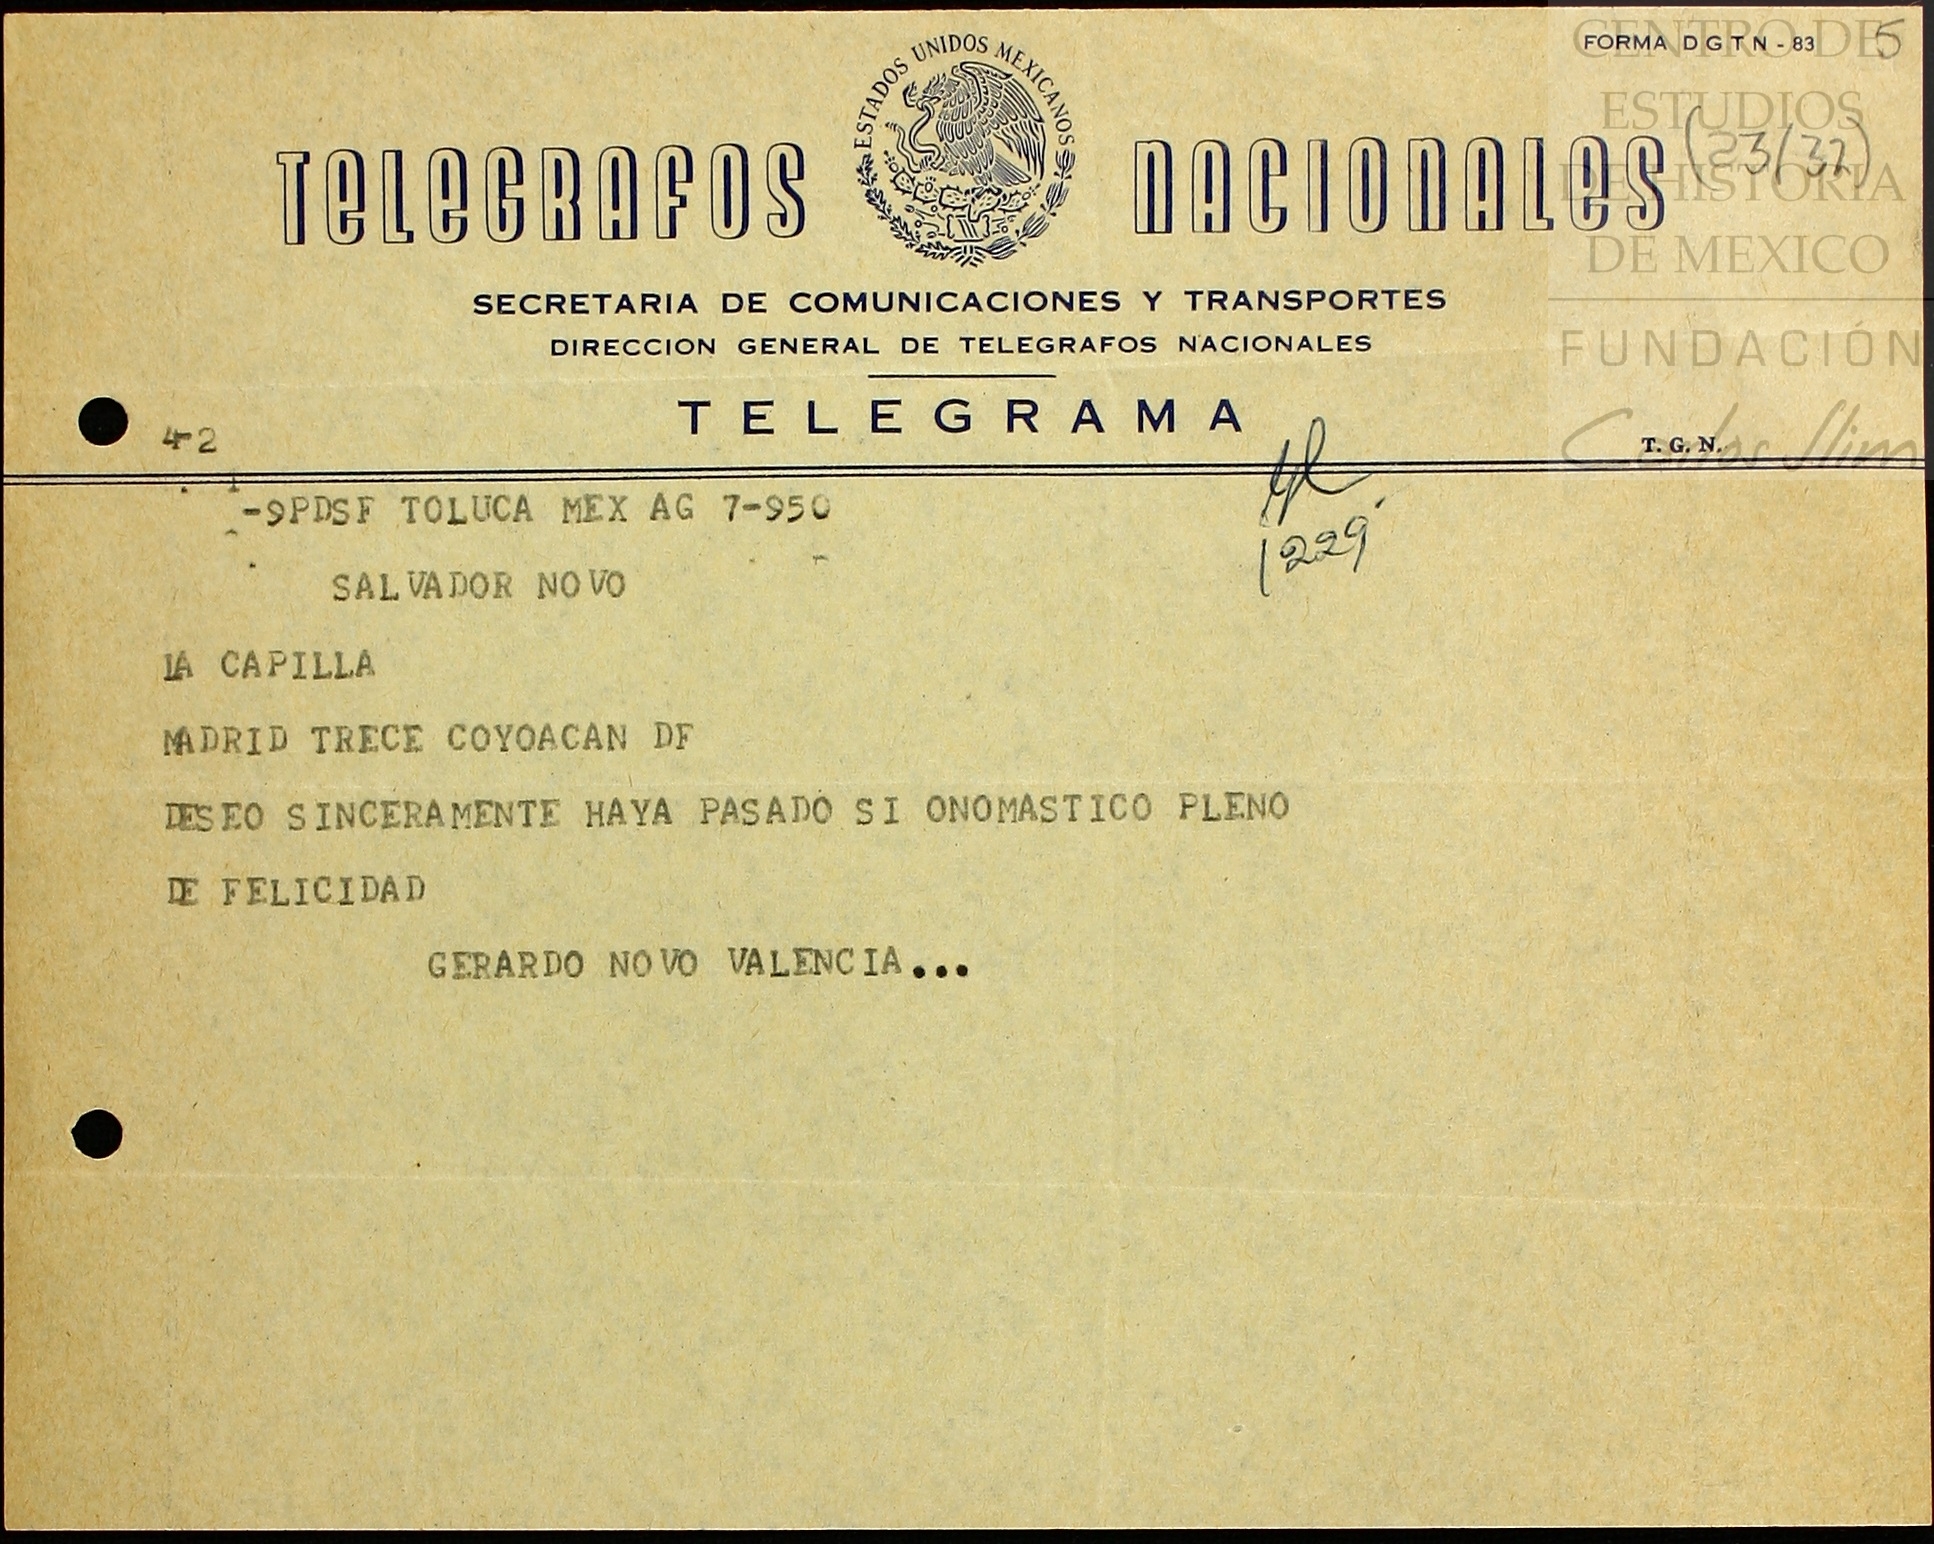 FORMA D G T N - 83
5
ESTADOS UNIDOS MEXICANOS
TELEGRAFOS NACIONALES
(23/32)
SECRETARIA DE COMUNICACIONES Y TRANSPORTES
DIRECCION GENERAL DE TELEGRAFOS NACIONALES
TELEGRAMA
42
T. G. N.
-9PDSF TOLUCA MEX AG 7-950
1229
SALVADOR NOVO
LA CAPILLA
MADRID TRECE COYOACAN DF
DESEO SINCERAMENTE HAYA PASADO SI ONOMASTICO PLENO
DE FELICIDAD
GERARDO NOVO VALENCIA...
CENTRO DE
ESTUDIOS
DE HISTORIA
DE MEXICO
FUNDACIÓN
Carlos Slim